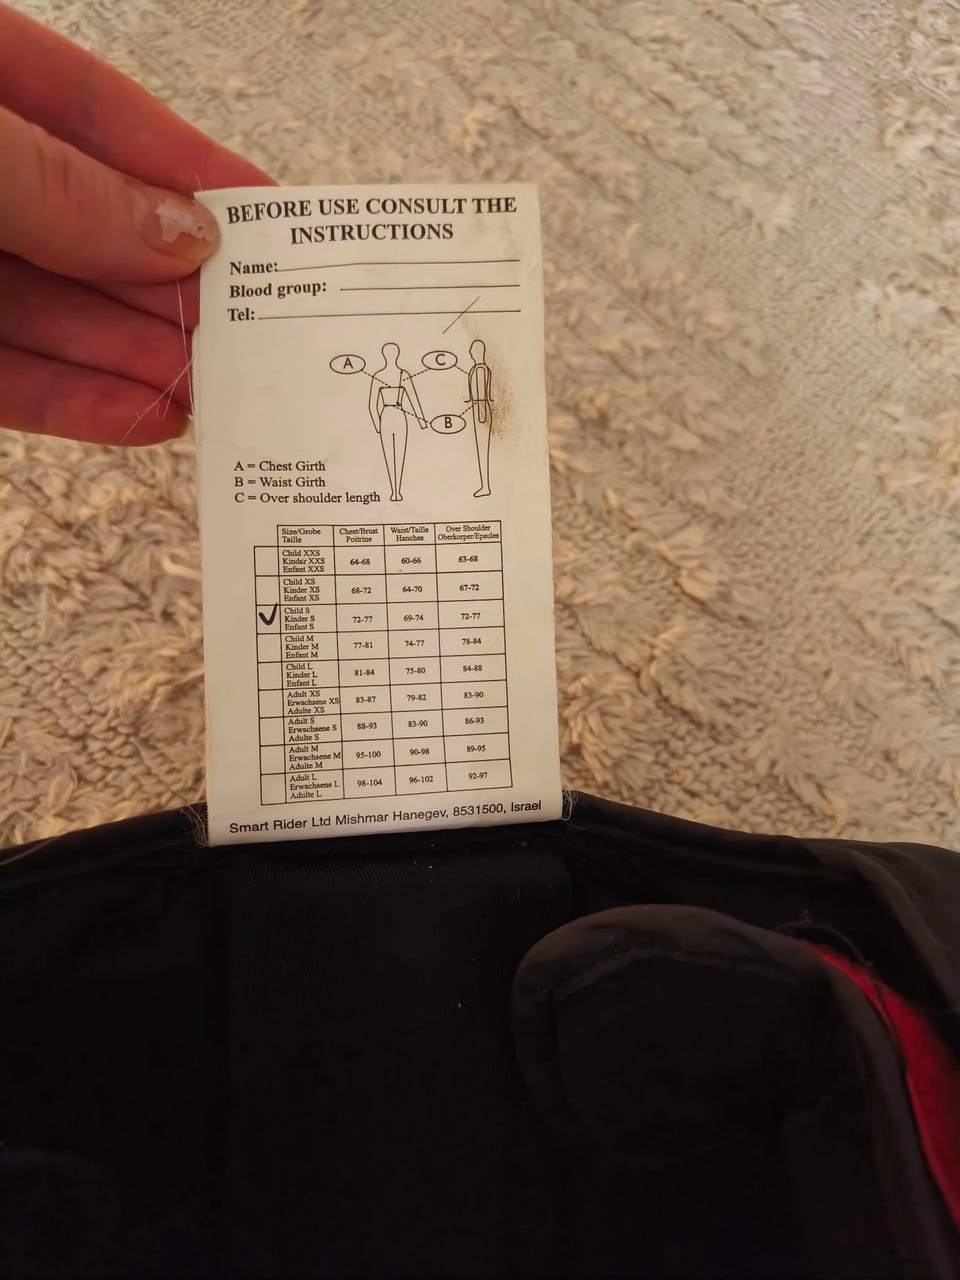 BEFORE USE CONSULT THE
INSTRUCTIONS
Name:
Blood group:
Tel:
A
C
B
A = Chest Girth
B = Waist Girth
C = Over shoulder length
Size/Grobe Taille Chest/Brust Poitrine Waist/Taille Hanches Over Shoulder Oberkorper/Epaules
Child XXS Kinder XXS Enfant XXS 64-68 60-66 63-68
Child XS Kinder XS Enfant XS 68-72 64-70 67-72
✓ Child S Kinder S Enfant S 72-77 69-74 72-77
Child M Kinder M Enfant M 77-81 74-77 78-84
Child L Kinder L Enfant L 81-84 75-80 84-88
Adult XS Erwachsene XS Adulte XS 83-87 79-82 83-90
Adult S Erwachsene S Adulte S 88-93 83-90 86-93
Adult M Erwachsene M Adulte M 95-100 90-98 89-95
Adult L Erwachsene L Adulte L 98-104 96-102 92-97
Smart Rider Ltd Mishmar Hanegev, 8531500, Israel